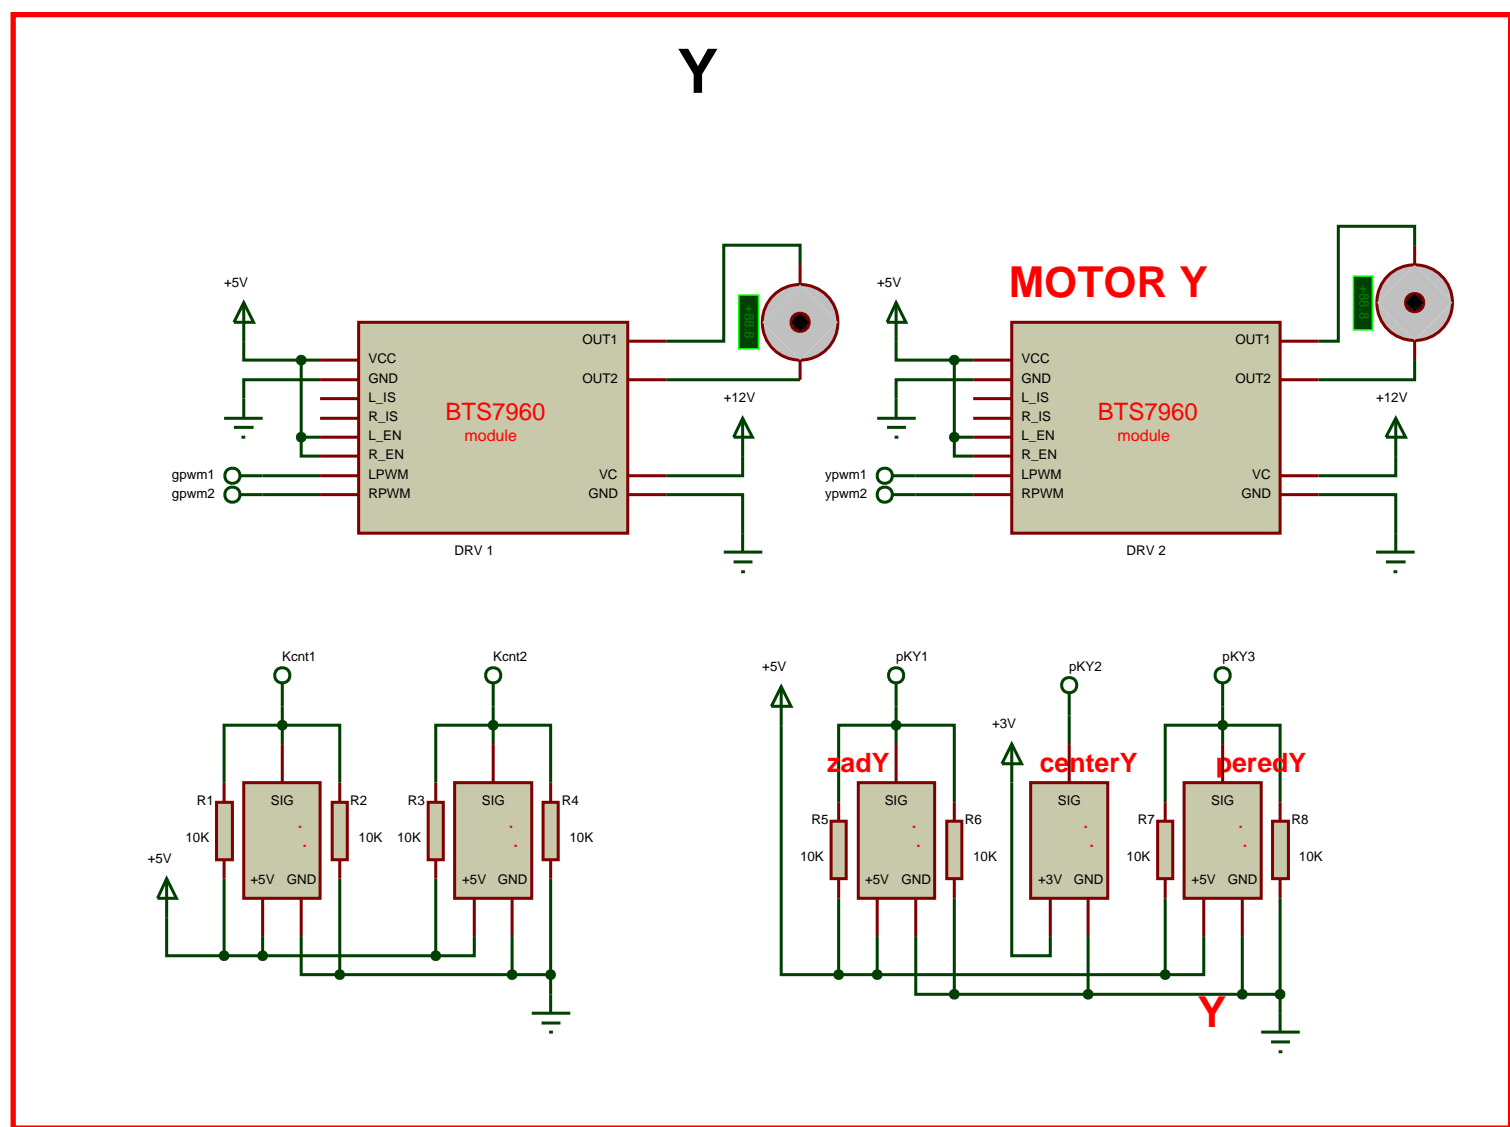 Y
+5V
VCC
GND
L_IS
R_IS
L_EN
R_EN
LPWM
RPWM
gpwm1
gpwm2
BTS7960
module
OUT1
OUT2
VC
GND
+88.8
+12V
DRV 1
MOTOR Y
+5V
VCC
GND
L_IS
R_IS
L_EN
R_EN
LPWM
RPWM
ypwm1
ypwm2
BTS7960
module
OUT1
OUT2
VC
GND
+88.8
+12V
DRV 2
Kcnt1
R1
10K
SIG
+5V GND
R2
10K
+5V
Kcnt2
R3
10K
SIG
+5V GND
R4
10K
+5V
pKY1
zadY
R5
10K
SIG
+5V GND
R6
10K
pKY2
+3V
centerY
SIG
+3V GND
pKY3
peredY
R7
10K
SIG
+5V GND
R8
10K
Y